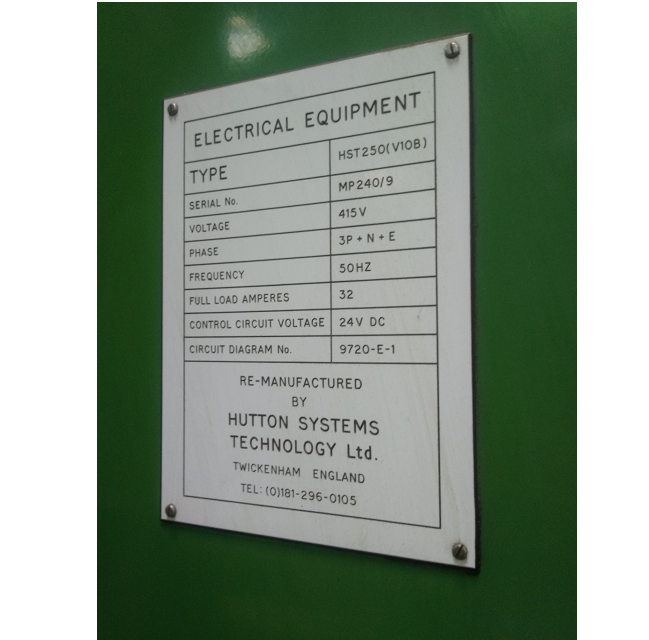 ELECTRICAL EQUIPMENT
TYPE HST250(V10B)
SERIAL No. MP240/9
VOLTAGE 415V
PHASE 3P + N + E
FREQUENCY 50HZ
FULL LOAD AMPERES 32
CONTROL CIRCUIT VOLTAGE 24V DC
CIRCUIT DIAGRAM No. 9720-E-1
RE-MANUFACTURED
BY
HUTTON SYSTEMS
TECHNOLOGY Ltd.
TWICKENHAM ENGLAND
TEL: (0)181-296-0105